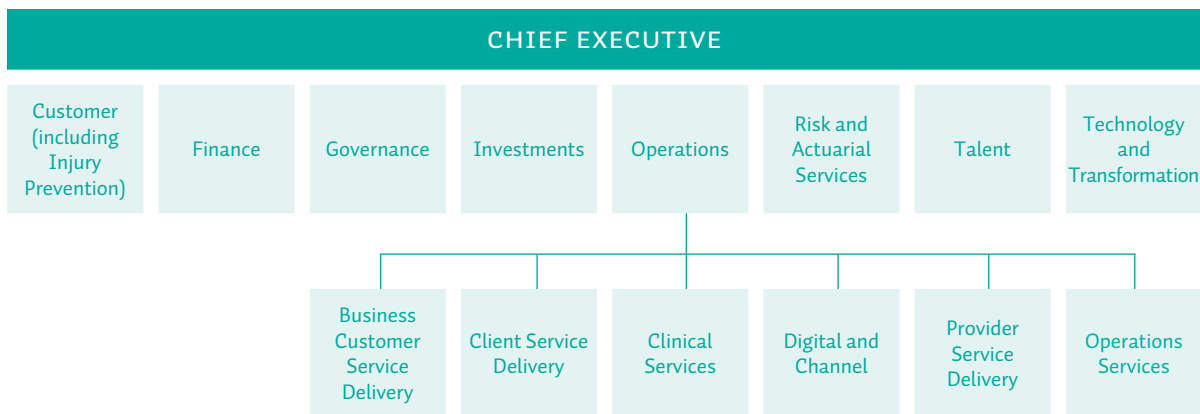 CHIEF EXECUTIVE
Customer
(including
Injury
Prevention)
Finance
Governance
Investments
Operations
Risk and
Actuarial
Services
Talent
Technology
and
Transformation
Business
Customer
Service
Delivery
Client Service
Delivery
Clinical
Services
Digital and
Channel
Provider
Service
Delivery
Operations
Services